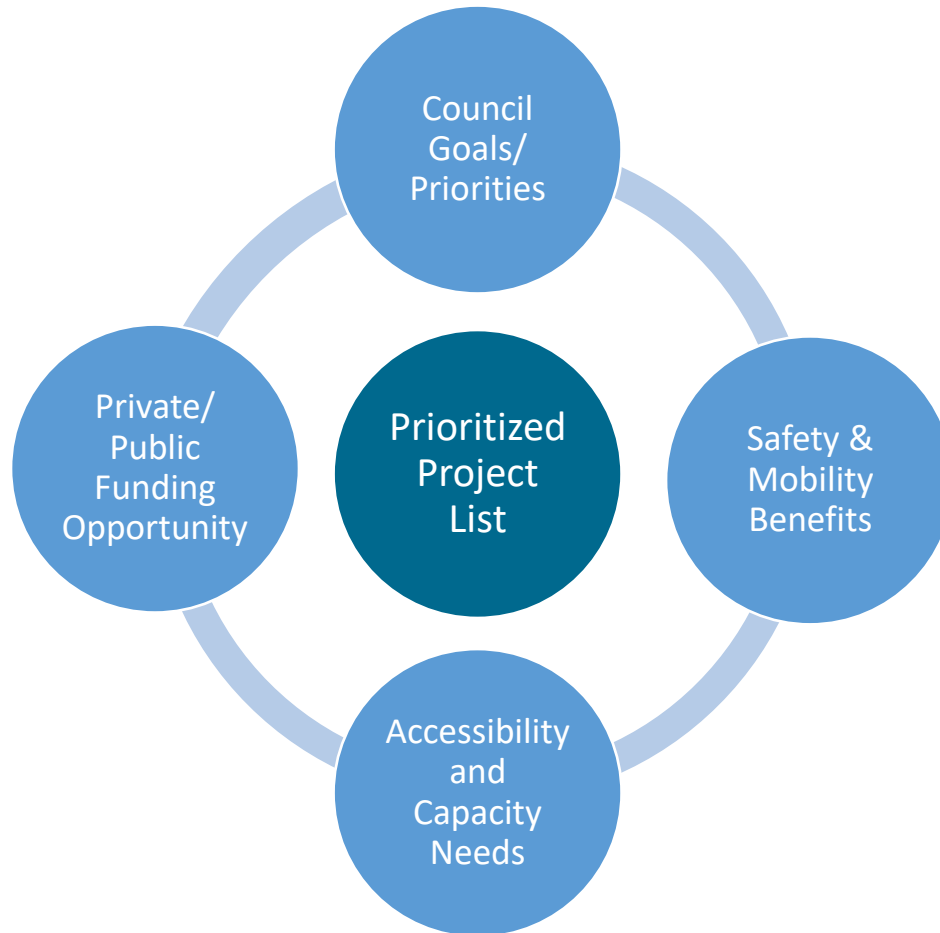 Council
Goals/
Priorities
Private/
Public
Funding
Opportunity
Prioritized
Project
List
Safety &
Mobility
Benefits
Accessibility
and
Capacity
Needs